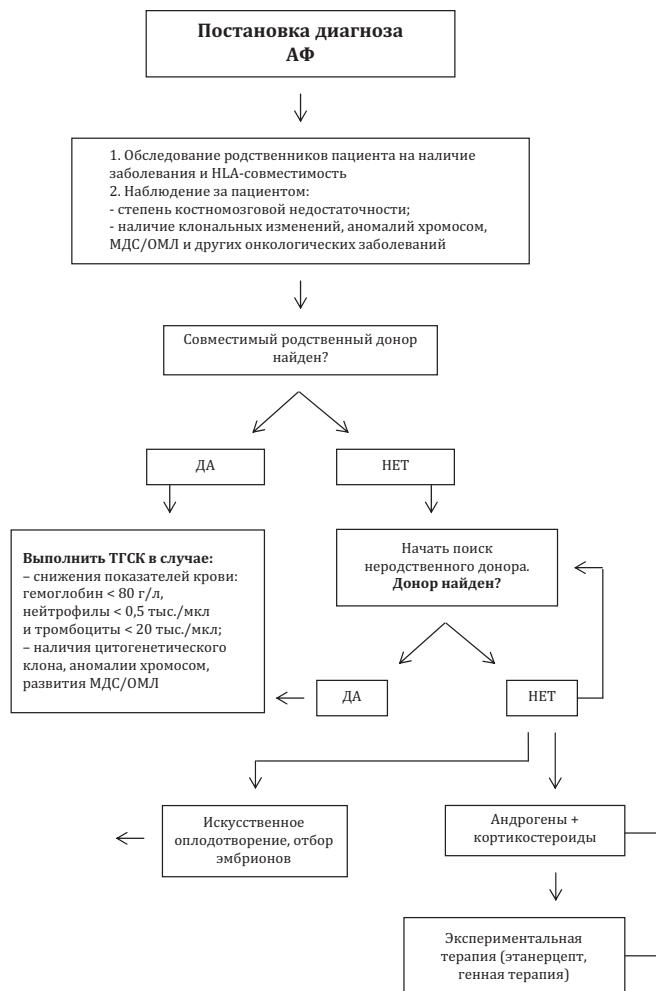 Постановка диагноза
АФ
1. Обследование родственников пациента на наличие
заболевания и HLA-совместимость
2. Наблюдение за пациентом:
- степень костномозговой недостаточности;
- наличие клональных изменений, аномалий хромосом,
МДС/ОМЛ и других онкологических заболеваний
Совместимый родственный донор
найден?
ДА
НЕТ
Выполнить ТГСК в случае:
– снижения показателей крови:
гемоглобин < 80 г/л,
нейтрофилы < 0,5 тыс./мкл
и тромбоциты < 20 тыс./мкл;
– наличия цитогенетического
клона, аномалии хромосом,
развития МДС/ОМЛ
Начать поиск
неродственного донора.
Донор найден?
ДА
НЕТ
Искусственное
оплодотворение, отбор
эмбрионов
Андрогены +
кортикостероиды
Экспериментальная
терапия (этанерцепт,
генная терапия)